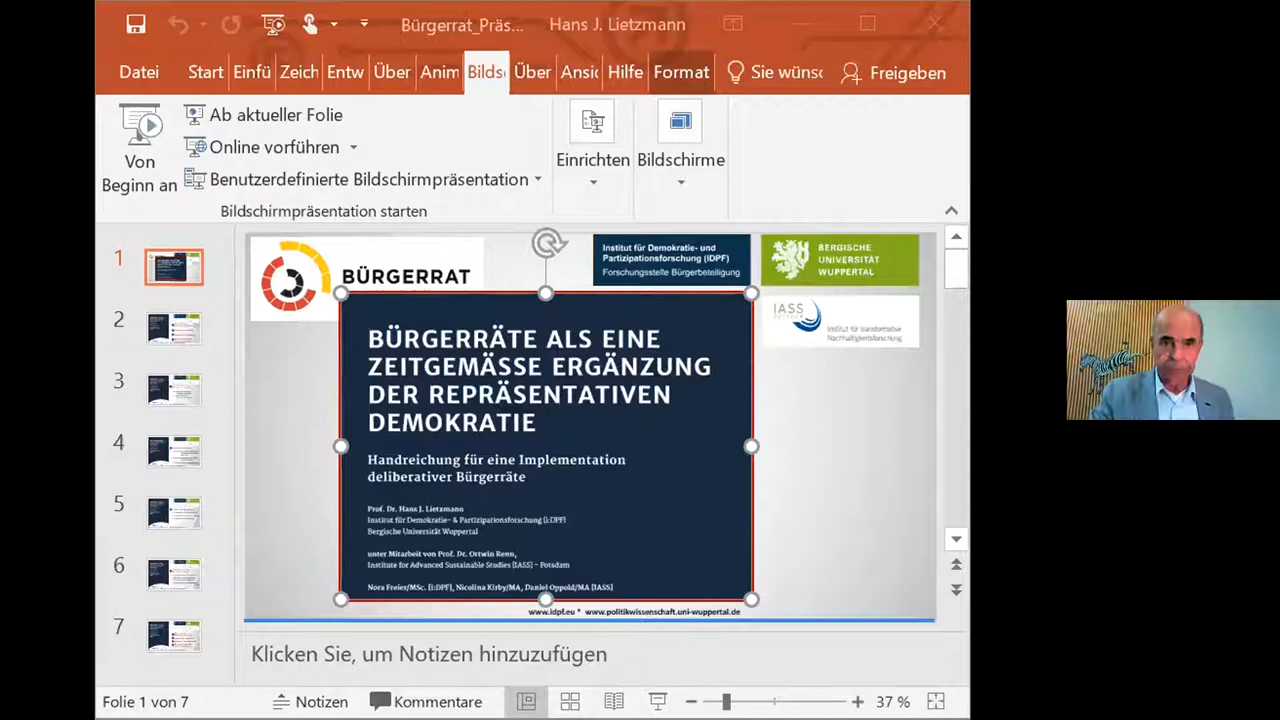 Bürgerrat_Präs...
Hans J. Lietzmann
Datei
Start
Einfü
Zeich
Entw
Über
Anim
Bilds
Über
Ansic
Hilfe
Format
Sie wünsc
Freigeben
Von
Beginn an
Ab aktueller Folie
Online vorführen
Benutzerdefinierte Bildschirmpräsentation
Bildschirmpräsentation starten
Einrichten
Bildschirme
1
2
3
4
5
6
7
BÜRGERRAT
Institut für Demokratie- und
Partizipationsforschung (IDPF)
Forschungsstelle Bürgerbeteiligung
BERGISCHE
UNIVERSITÄT
WUPPERTAL
IASS
Institut für transformative
Nachhaltigkeitsforschung
BÜRGERRÄTE ALS EINE
ZEITGEMÄSSE ERGÄNZUNG
DER REPRÄSENTATIVEN
DEMOKRATIE
Handreichung für eine Implementation
deliberativer Bürgerräte
Prof. Dr. Hans J. Lietzmann
Institut für Demokratie- & Partizipationsforschung (i:DPF)
Bergische Universität Wuppertal
unter Mitarbeit von Prof. Dr. Ortwin Renn,
Institute for Advanced Sustainable Studies (IASS) - Potsdam
Nora Freier/MSc. (i:DPF), Nicolina Kirby/MA, Daniel Oppold/MA (IASS)
www.idpf.eu * www.politikwissenschaft.uni-wuppertal.de
Klicken Sie, um Notizen hinzuzufügen
Folie 1 von 7
Notizen
Kommentare
37 %